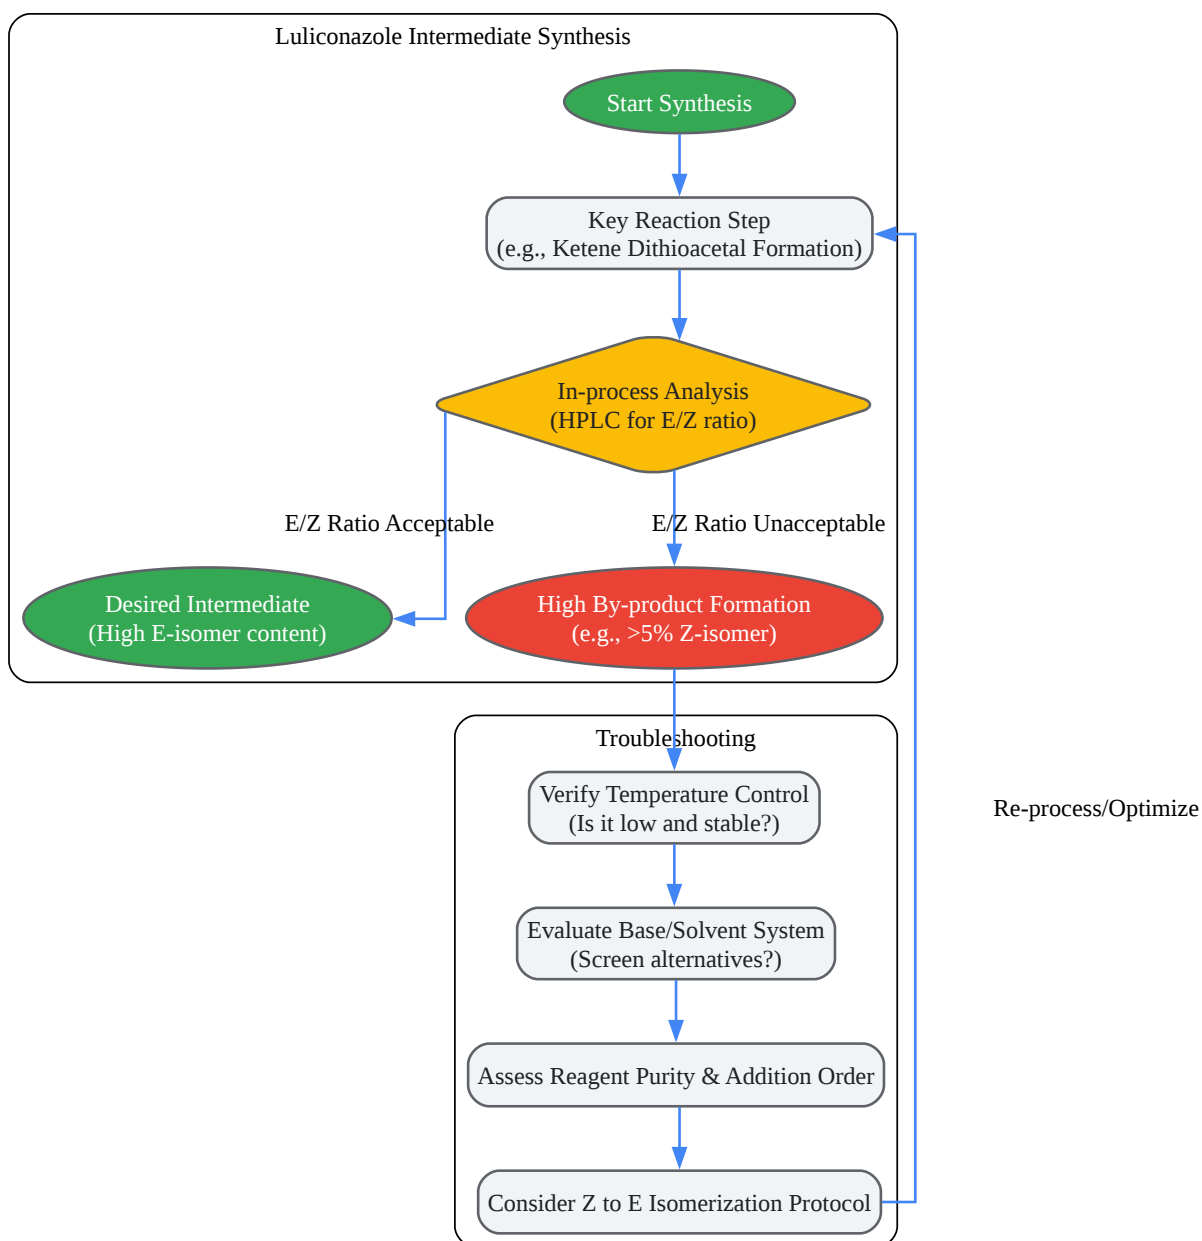 Luliconazole Intermediate Synthesis
Start Synthesis
Key Reaction Step
(e.g., Ketene Dithioacetal Formation)
In-process Analysis
(HPLC for E/Z ratio)
E/Z Ratio Acceptable
E/Z Ratio Unacceptable
Desired Intermediate
(High E-isomer content)
High By-product Formation
(e.g., >5% Z-isomer)
Troubleshooting
Verify Temperature Control
(Is it low and stable?)
Re-process/Optimize
Evaluate Base/Solvent System
(Screen alternatives?)
Assess Reagent Purity & Addition Order
Consider Z to E Isomerization Protocol